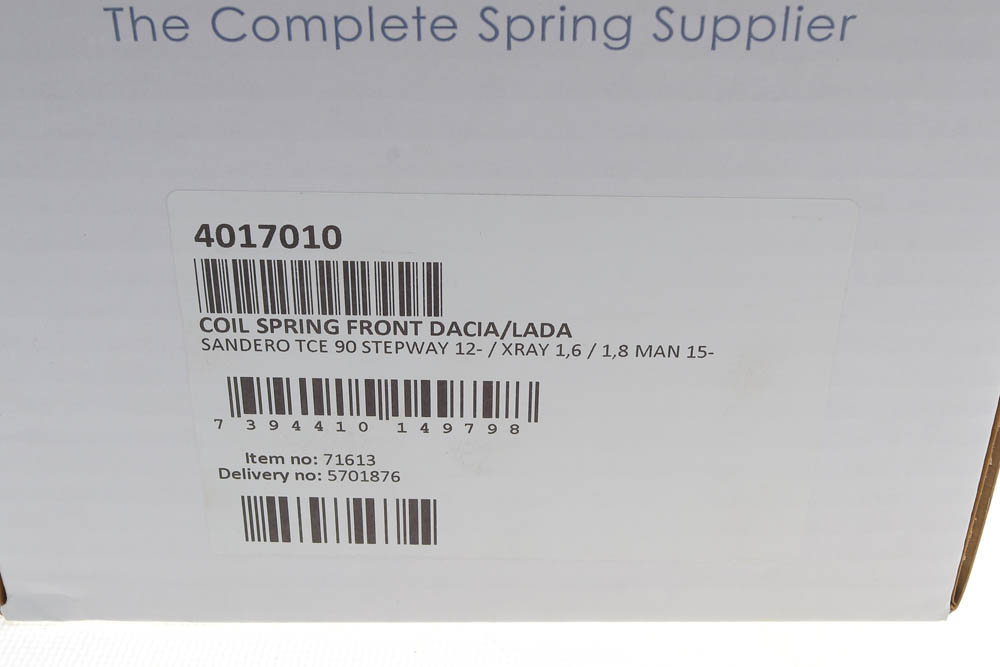 The Complete Spring Supplier
4017010
COIL SPRING FRONT DACIA/LADA
SANDERO TCE 90 STEPWAY 12- / XRAY 1,6 / 1,8 MAN 15-
7 394410 149798
Item no: 71613
Delivery no: 5701876